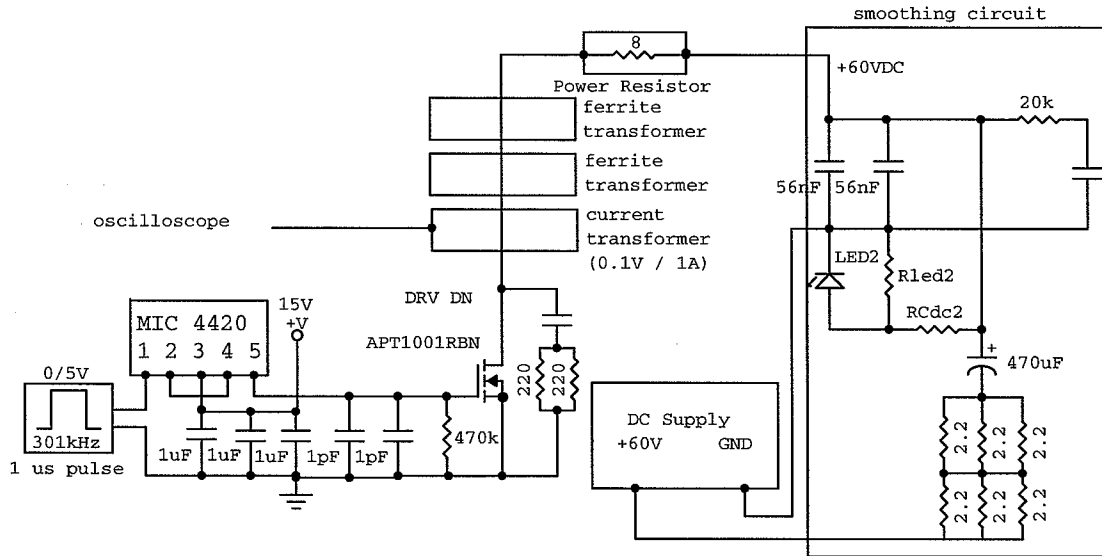 smoothing circuit
8
+60VDC
Power Resistor
20k
ferrite
transformer
ferrite
transformer
56nF 56nF
oscilloscope
current
transformer
(0.1V / 1A)
LED2
Rled2
DRV DN
15V
+V
RCdc2
MIC 4420
1 2 3 4 5
APT1001RBN
+
470uF
0/5V
220
220
DC Supply
+60V GND
301kHz
470k
1uF 1uF 1uF 1pF 1pF
1 us pulse
2.2 2.2 2.2
2.2 2.2 2.2